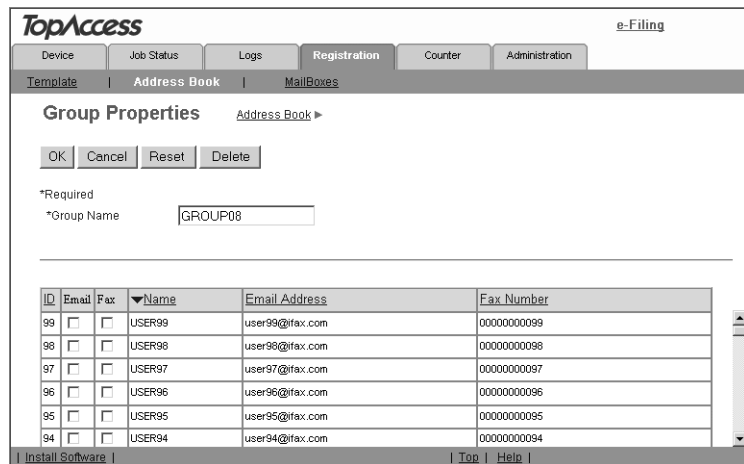 TopAccess
e-Filing
Device Job Status Logs Registration Counter Administration
Template | Address Book | MailBoxes
Group Properties Address Book ►
OK Cancel Reset Delete
*Required
*Group Name GROUP08
ID Email Fax ▼Name Email Address Fax Number
99 USER99 user99@ifax.com 00000000099
98 USER98 user98@ifax.com 00000000098
97 USER97 user97@ifax.com 00000000097
96 USER96 user96@ifax.com 00000000096
95 USER95 user95@ifax.com 00000000095
94 USER94 user94@ifax.com 00000000094
| Install Software | | Top | Help |